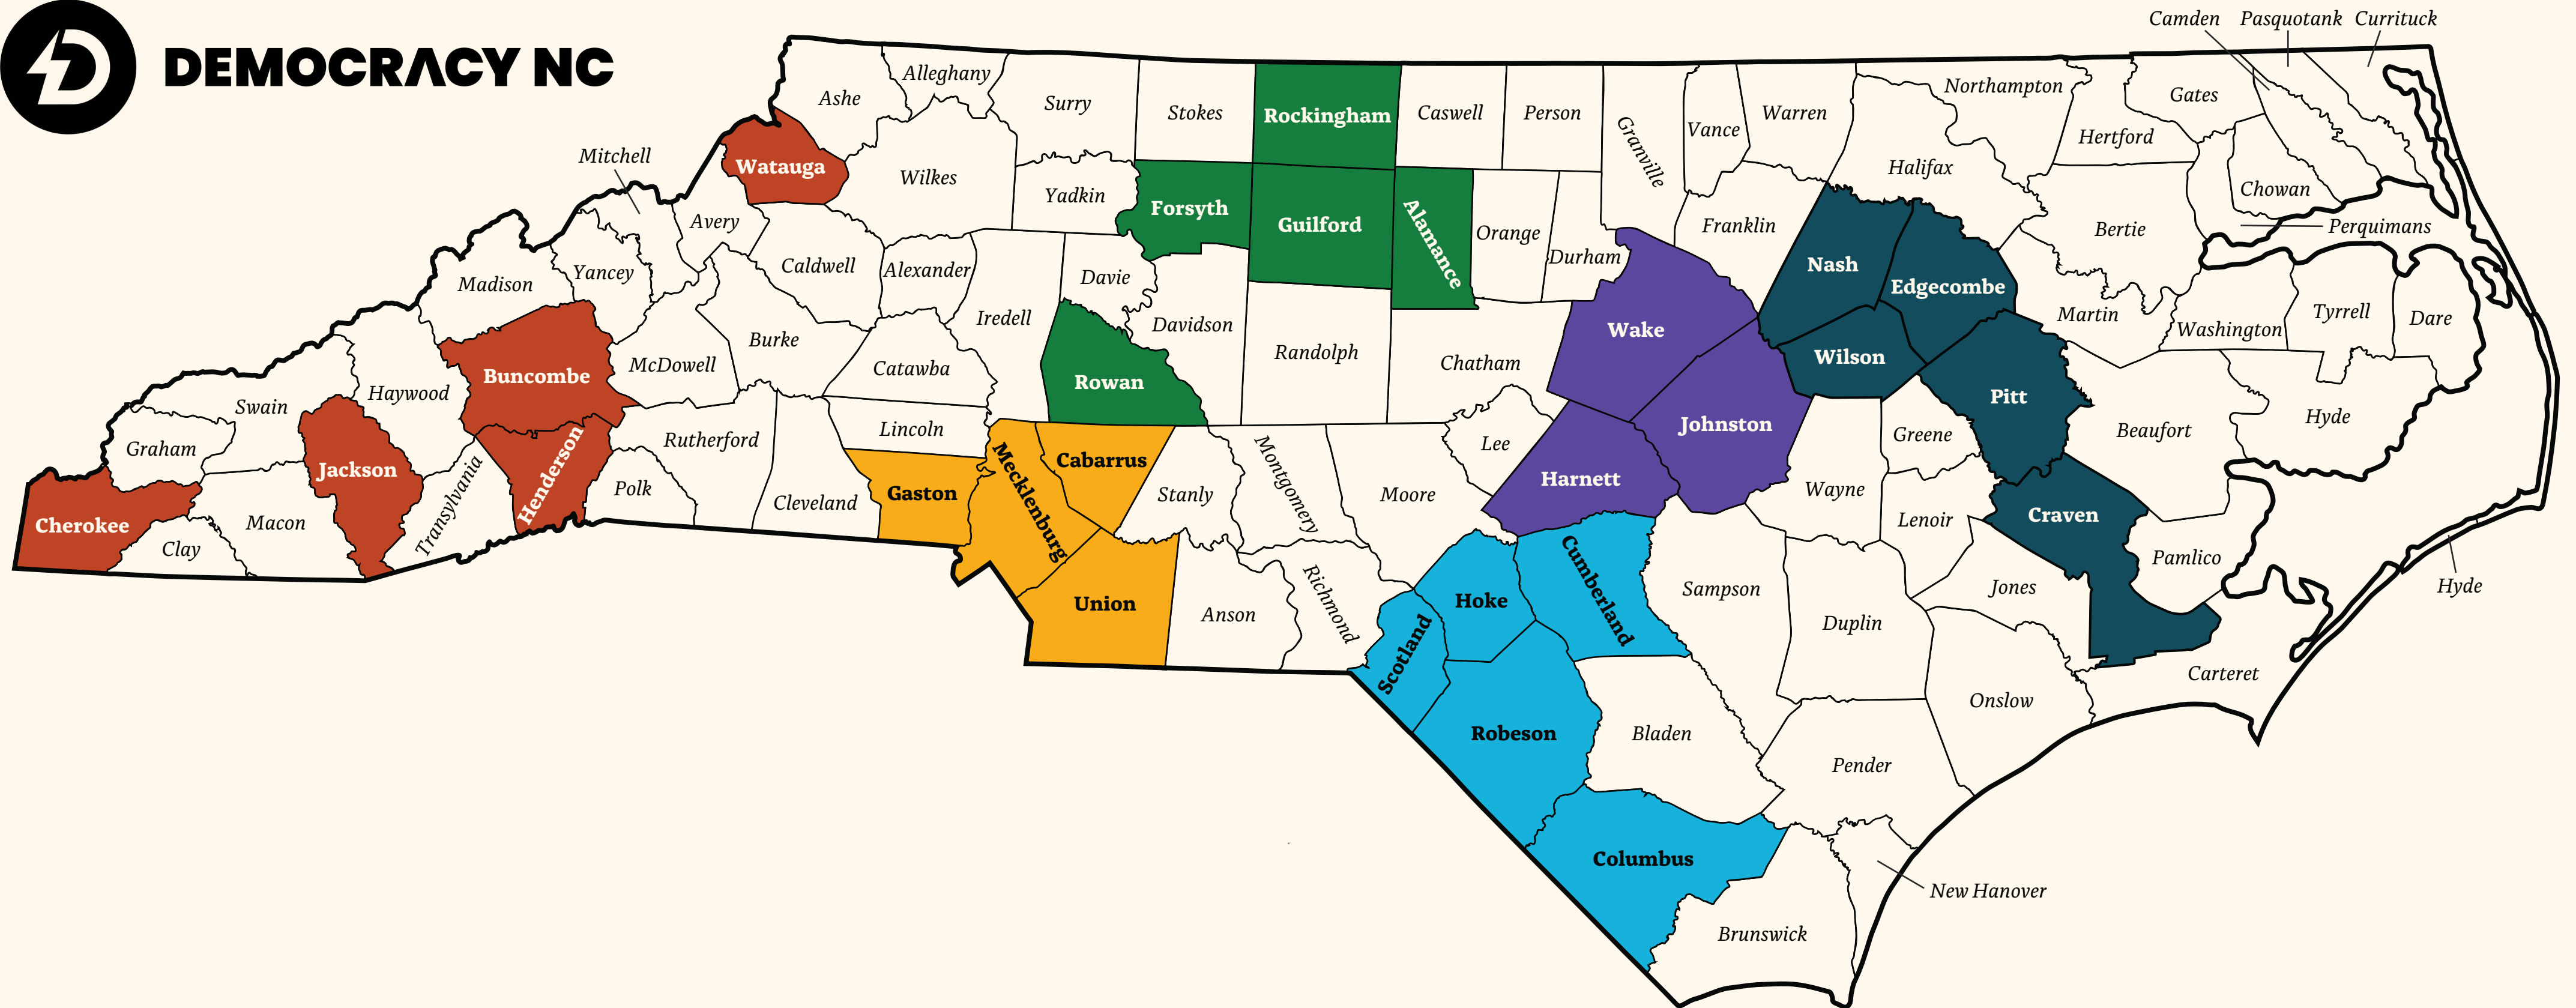 DEMOCRACY NC
Camden
Pasquotank
Currituck
Alleghany
Ashe
Surry
Stokes
Rockingham
Caswell
Person
Granville
Vance
Warren
Northampton
Gates
Hertford
Halifax
Chowan
Perquimans
Bertie
Mitchell
Watauga
Wilkes
Yadkin
Forsyth
Guilford
Alamance
Orange
Durham
Franklin
Nash
Edgecombe
Avery
Caldwell
Alexander
Davie
Madison
Yancey
Iredell
Davidson
Wake
Wilson
Martin
Washington
Tyrrell
Dare
Burke
McDowell
Catawba
Rowan
Randolph
Chatham
Buncombe
Haywood
Swain
Johnston
Pitt
Beaufort
Hyde
Graham
Jackson
Henderson
Rutherford
Lincoln
Mecklenburg
Cabarrus
Montgomery
Lee
Harnett
Greene
Cherokee
Clay
Macon
Transylvania
Polk
Cleveland
Gaston
Stanly
Moore
Wayne
Lenoir
Craven
Pamlico
Hyde
Union
Anson
Richmond
Scotland
Hoke
Cumberland
Sampson
Duplin
Jones
Carteret
Onslow
Robeson
Bladen
Pender
Columbus
New Hanover
Brunswick